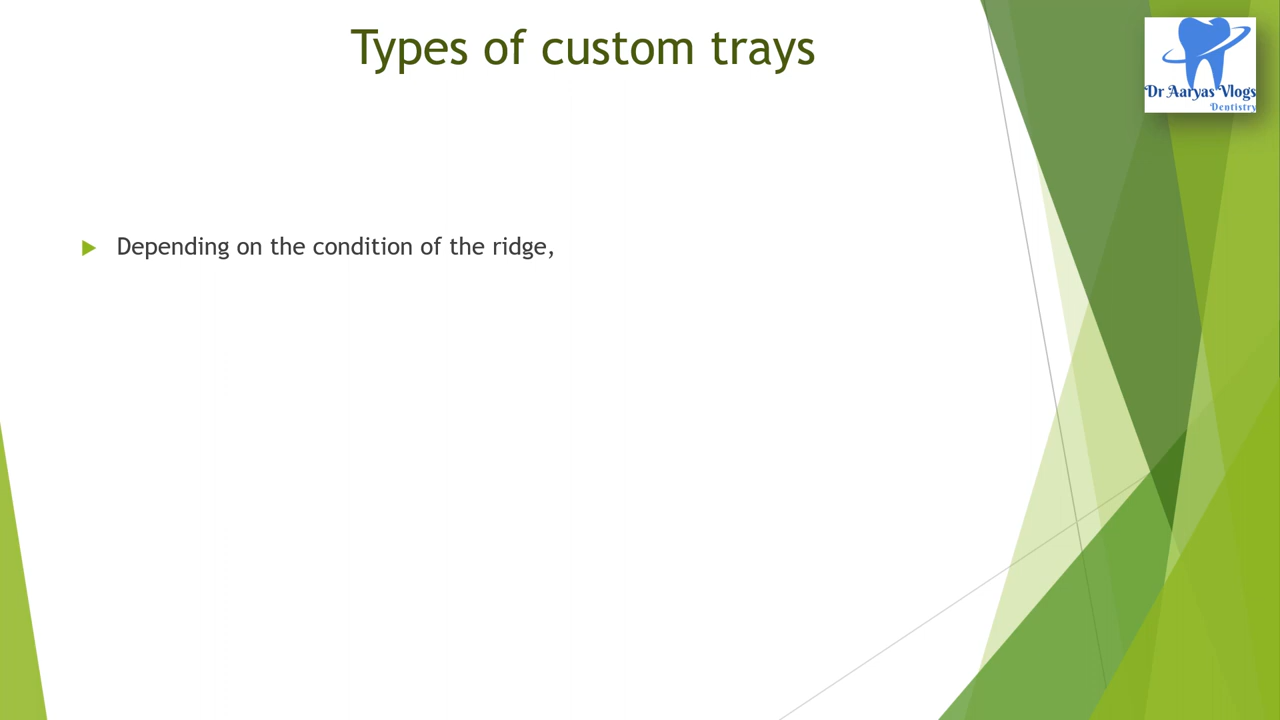 Types of custom trays
Dr Aaryas Vlogs
Dentistry
Depending on the condition of the ridge,